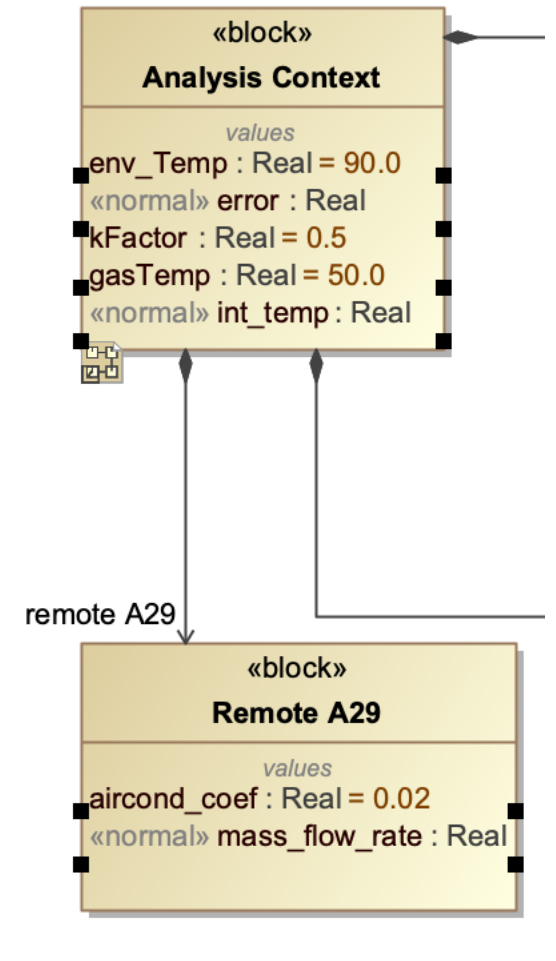 «block»
Analysis Context
values
env_Temp : Real = 90.0
«normal» error : Real
kFactor : Real = 0.5
gasTemp : Real = 50.0
«normal» int_temp : Real
remote A29
«block»
Remote A29
values
aircond_coef : Real = 0.02
«normal» mass_flow_rate : Real